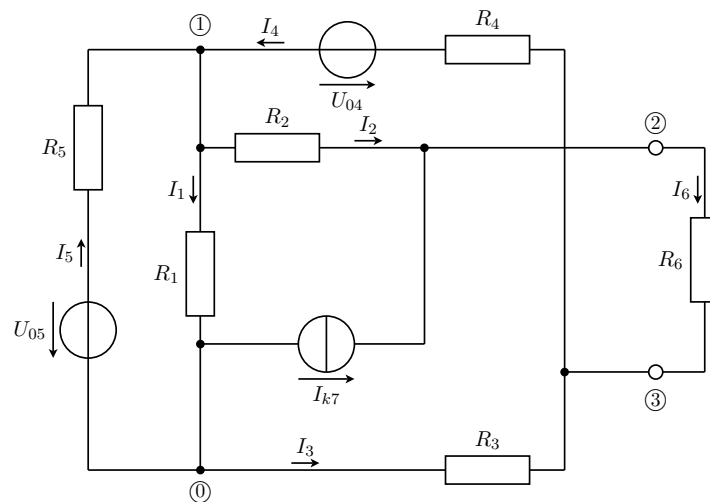 ① I₄ R₄
U₀₄
R₂ I₂ ②
R₅
I₁ I₆
I₅ R₁ R₆
U₀₅
Iₖ₇ ③
I₃ R₃
⓪